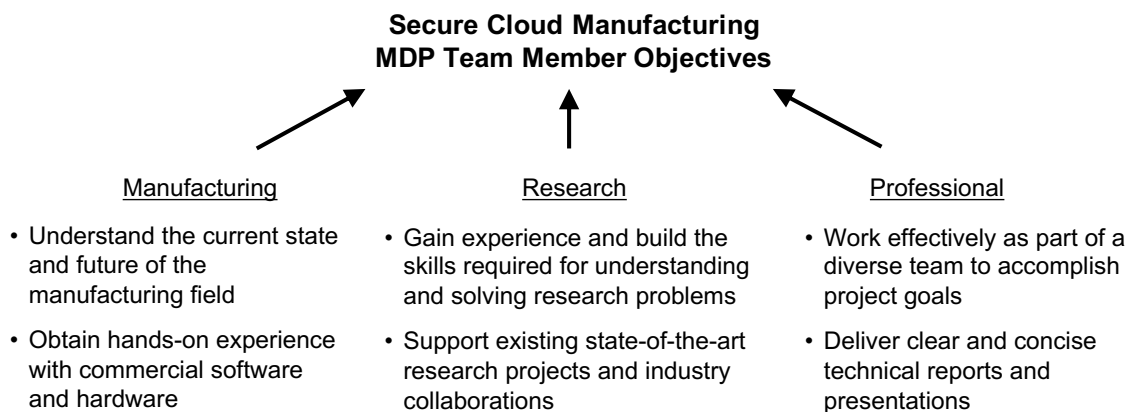 Secure Cloud Manufacturing
MDP Team Member Objectives
Manufacturing
• Understand the current state
and future of the
manufacturing field
• Obtain hands-on experience
with commercial software
and hardware
Research
• Gain experience and build the
skills required for understanding
and solving research problems
• Support existing state-of-the-art
research projects and industry
collaborations
Professional
• Work effectively as part of a
diverse team to accomplish
project goals
• Deliver clear and concise
technical reports and
presentations